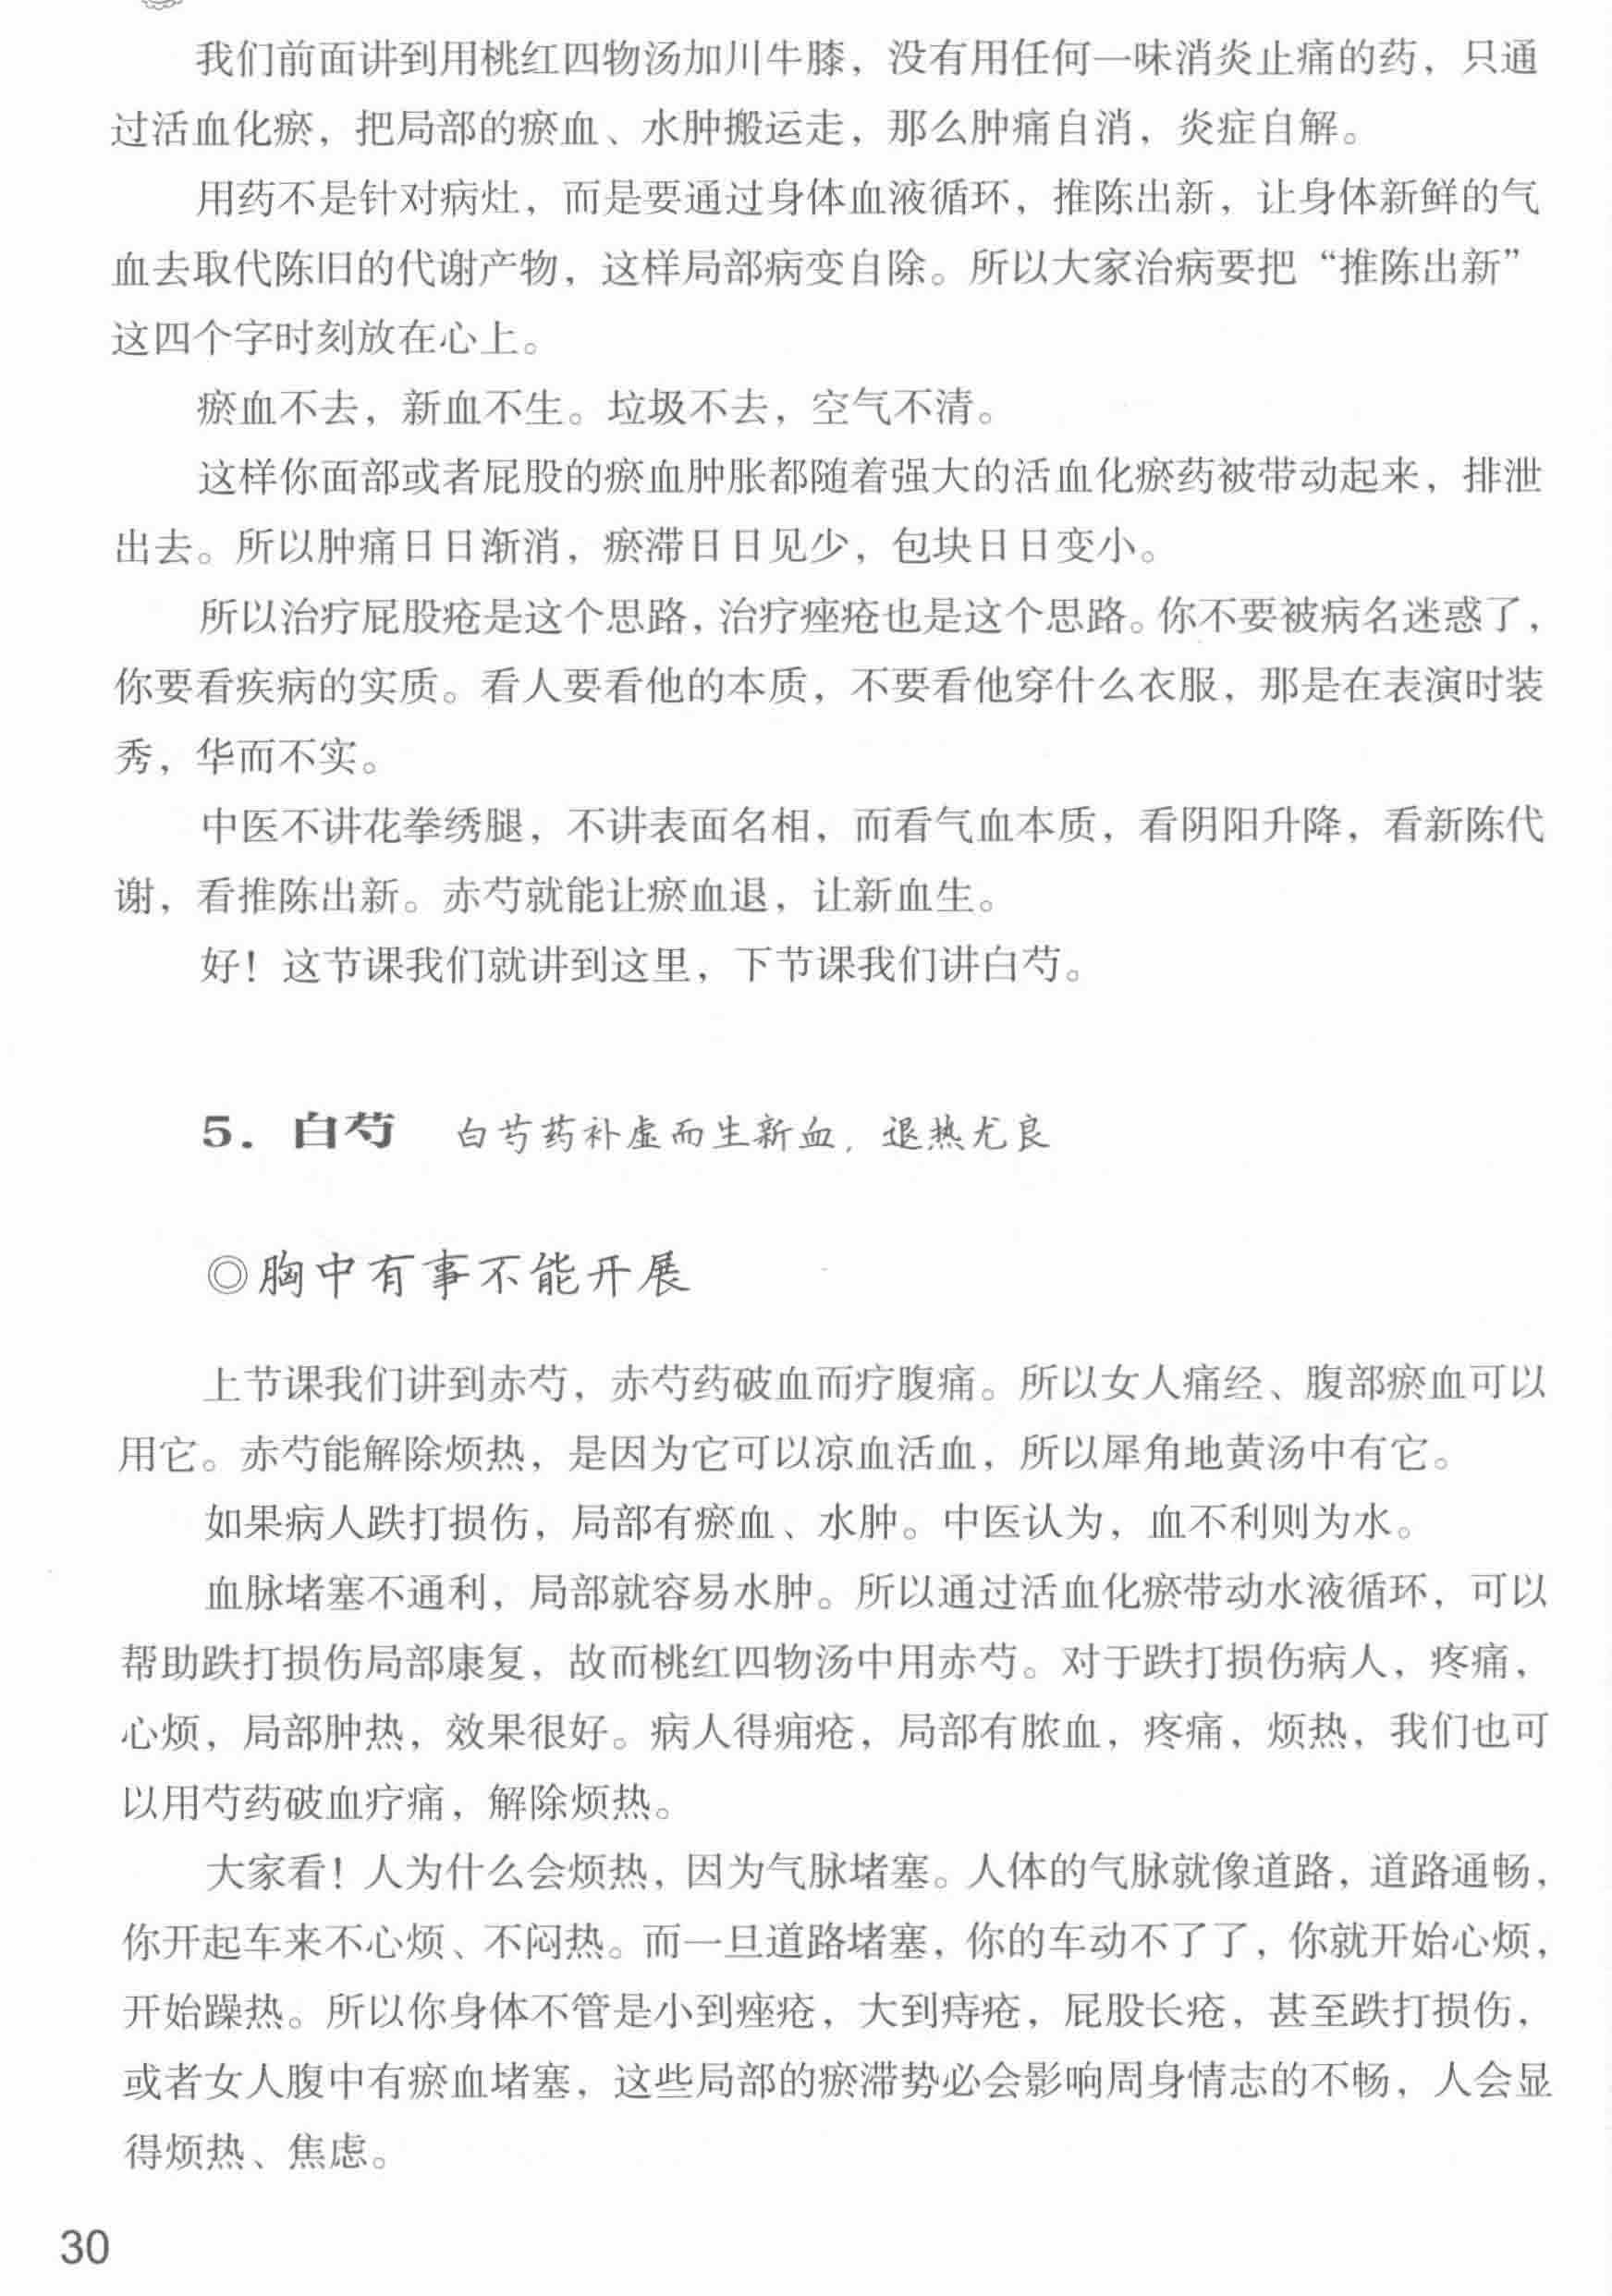 我们前面讲到用桃红四物汤加川牛膝，没有用任何一味消炎止痛的药，只通
过活血化瘀，把局部的瘀血、水肿搬运走，那么肿痛自消，炎症自解。
用药不是针对病灶，而是要通过身体血液循环，推陈出新，让身体新鲜的气
血去取代陈旧的代谢产物，这样局部病变自除。所以大家治病要把“推陈出新”
这四个字时刻放在心上。
瘀血不去，新血不生。垃圾不去，空气不清。
这样你面部或者屁股的瘀血肿胀都随着强大的活血化瘀药被带动起来，排泄
出去。所以肿痛日日渐消，瘀滞日日见少，包块日日变小。
所以治疗屁股疮是这个思路，治疗痤疮也是这个思路。你不要被病名迷惑了，
你要看疾病的实质。看人要看他的本质，不要看他穿什么衣服，那是在表演时装
秀，华而不实。
中医不讲花拳绣腿，不讲表面名相，而看气血本质，看阴阳升降，看新陈代
谢，看推陈出新。赤芍就能让瘀血退，让新血生。
好！这节课我们就讲到这里，下节课我们讲白芍。
5. 白芍 白芍药补虚而生新血，退热尤良
◎胸中有事不能开展
上节课我们讲到赤芍，赤芍药破血而疗腹痛。所以女人痛经、腹部瘀血可以
用它。赤芍能解除烦热，是因为它可以凉血活血，所以犀角地黄汤中有它。
如果病人跌打损伤，局部有瘀血、水肿。中医认为，血不利则为水。
血脉堵塞不通利，局部就容易水肿。所以通过活血化瘀带动水液循环，可以
帮助跌打损伤局部康复，故而桃红四物汤中用赤芍。对于跌打损伤病人，疼痛，
心烦，局部肿热，效果很好。病人得痈疮，局部有脓血，疼痛，烦热，我们也可
以用芍药破血疗痛，解除烦热。
大家看！人为什么会烦热，因为气脉堵塞。人体的气脉就像道路，道路通畅，
你开起车来不心烦、不闷热。而一旦道路堵塞，你的车动不了了，你就开始心烦，
开始躁热。所以你身体不管是小到痤疮，大到痔疮，屁股长疮，甚至跌打损伤，
或者女人腹中有瘀血堵塞，这些局部的瘀滞势必会影响周身情志的不畅，人会显
得烦热、焦虑。
30